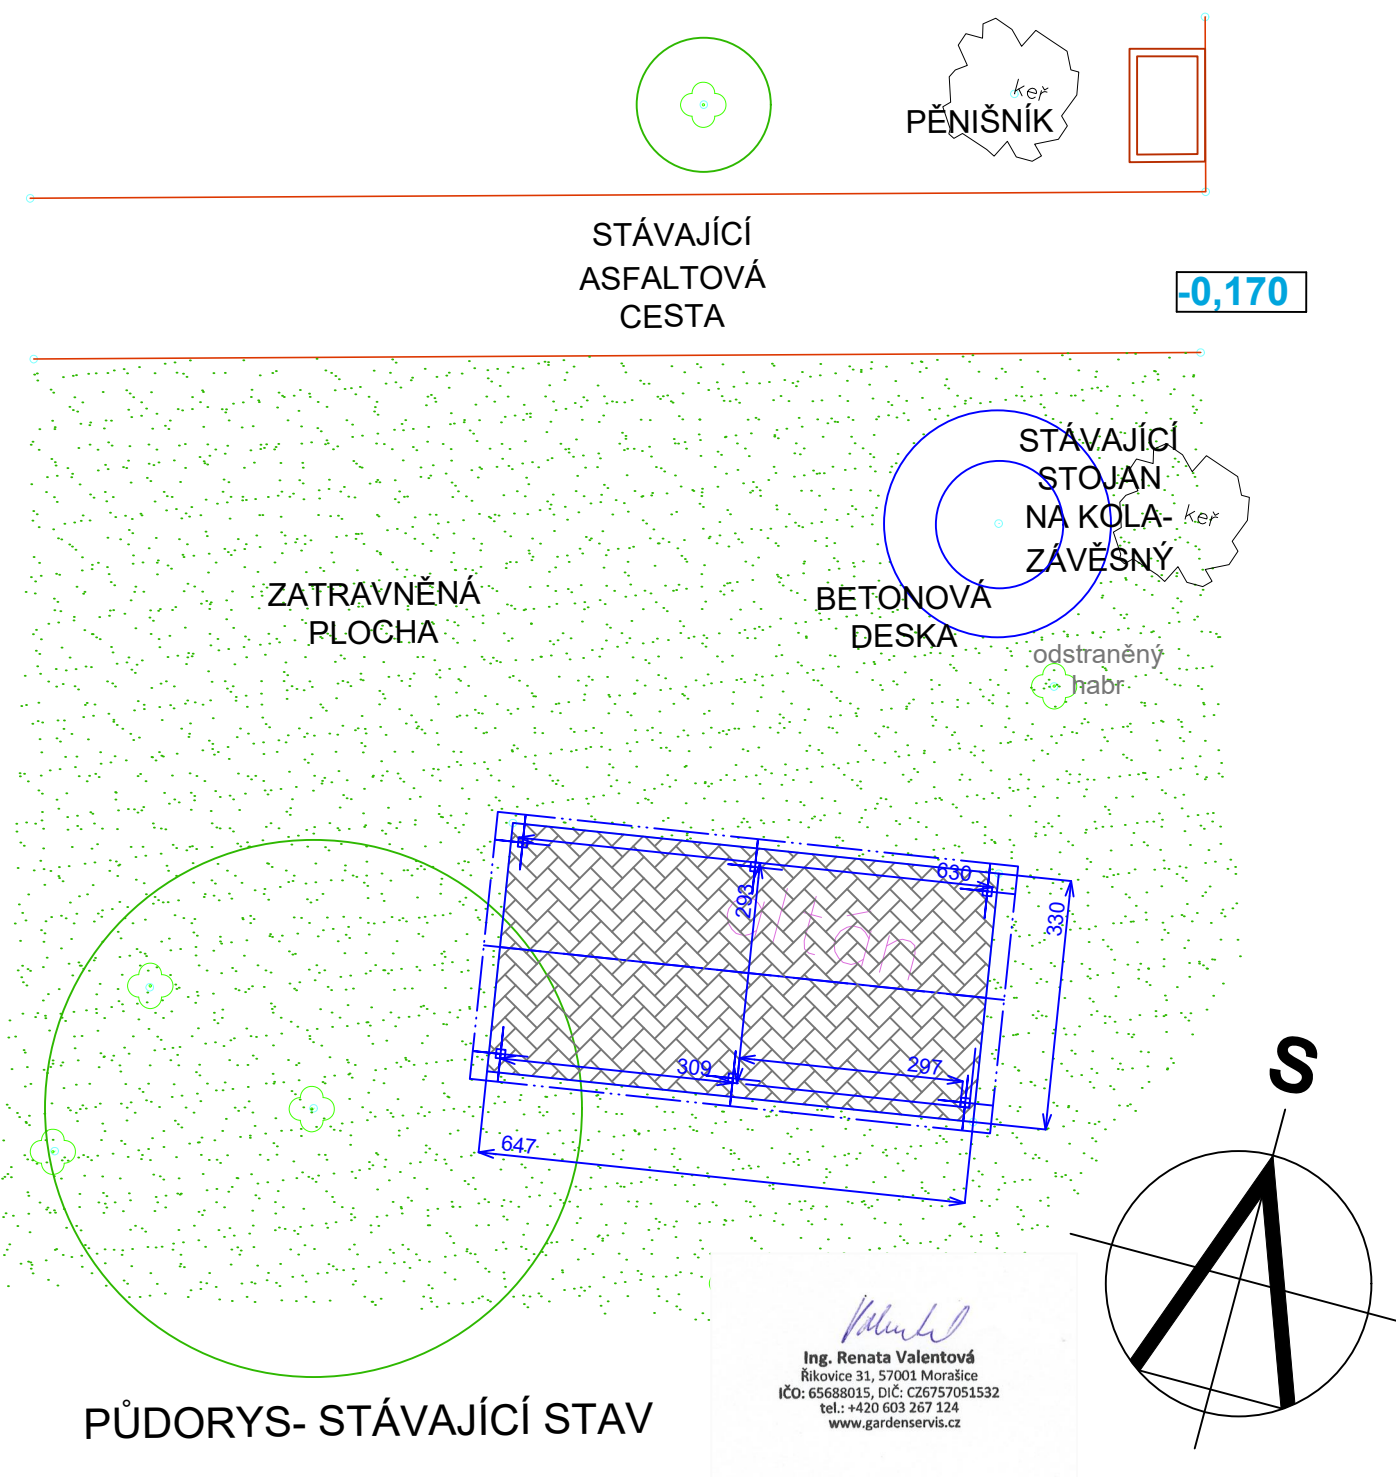 keř
PĚNIŠNÍK
STÁVAJÍCÍ
ASFALTOVÁ
CESTA
-0,170
STÁVAJÍCÍ
STOJAN
NA KOLA-
ZÁVĚSNÝ
keř
ZATRAVNĚNÁ
PLOCHA
BETONOVÁ
DESKA
odstraněný
habr
630
293
330
altán
309
297
647
S
Ing. Renata Valentová
Řikovice 31, 57001 Morašice
IČO: 65688015, DIČ: CZ6757051532
tel.: +420 603 267 124
www.gardenservis.cz
PŮDORYS- STÁVAJÍCÍ STAV